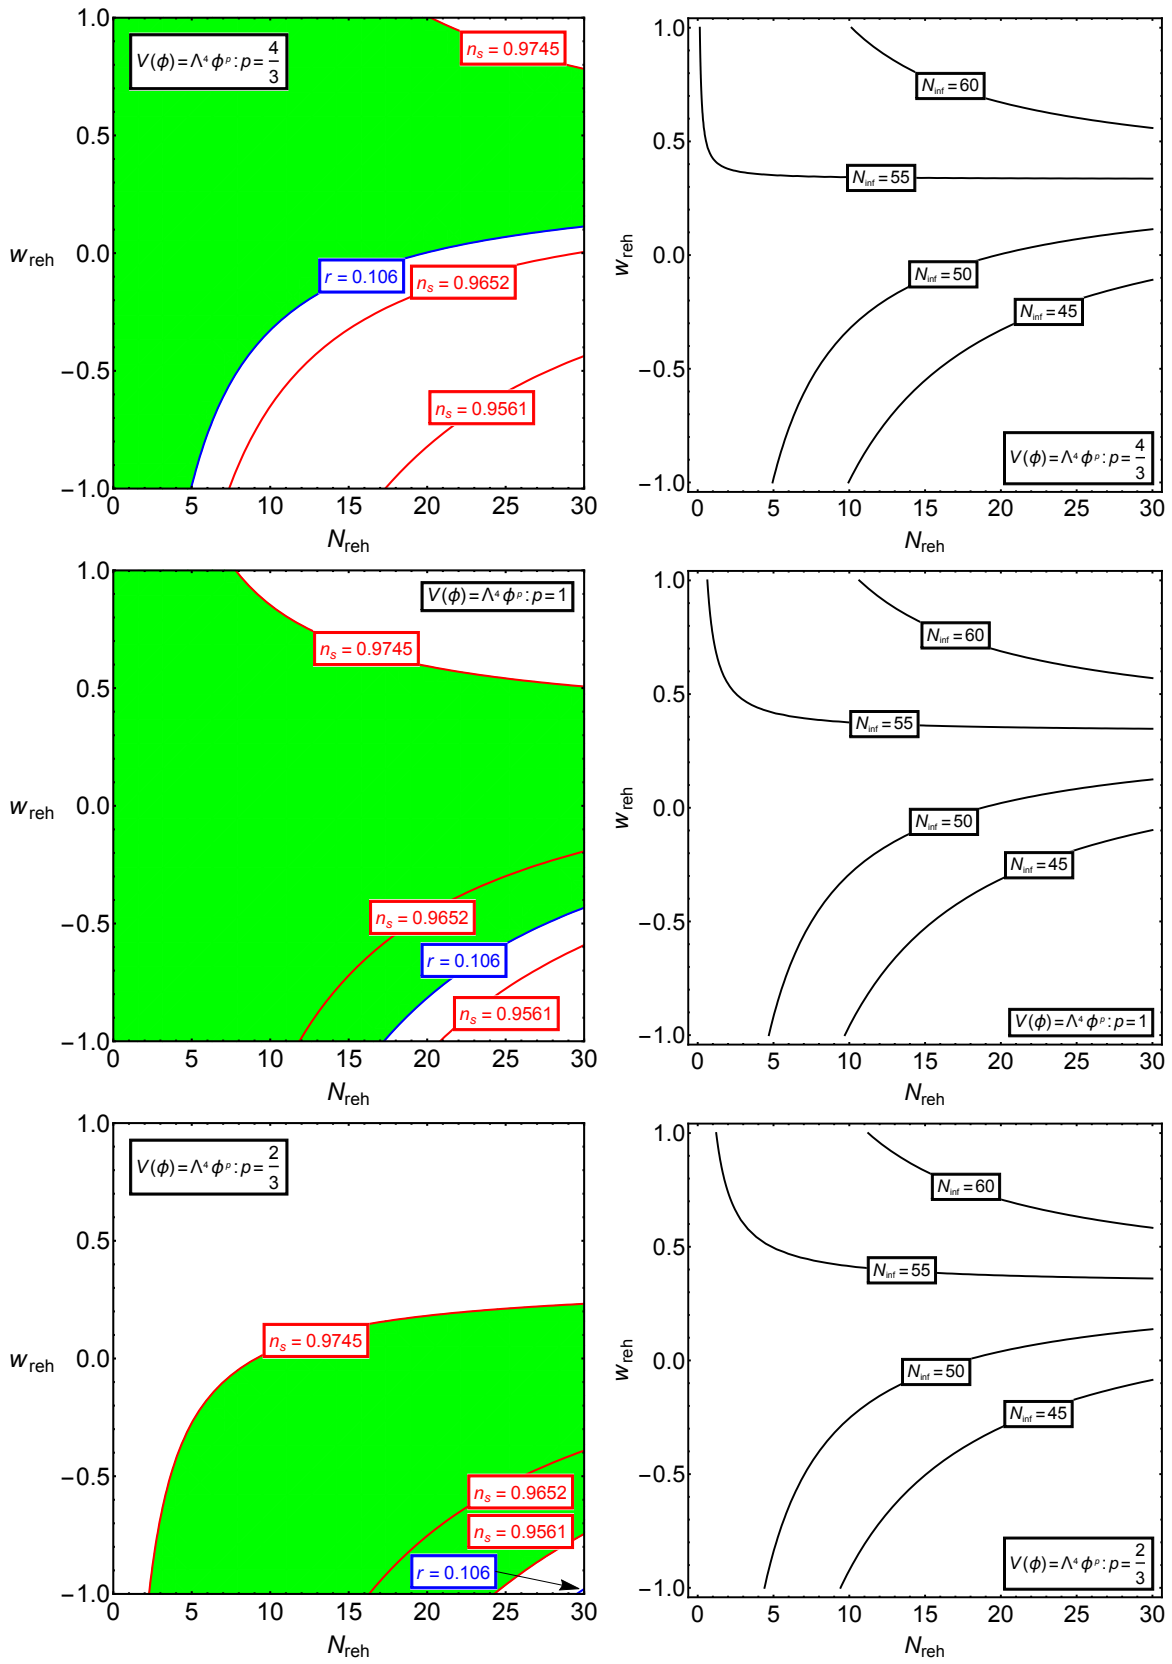 1.0
V(ϕ)=Λ⁴ϕᵖ:p=4/3
nₛ=0.9745
0.5
w_reh
0.0
r=0.106
nₛ=0.9652
−0.5
nₛ=0.9561
−1.0
0 5 10 15 20 25 30
N_reh
1.0
N_inf=60
0.5
N_inf=55
w_reh
0.0
N_inf=50
N_inf=45
−0.5
V(ϕ)=Λ⁴ϕᵖ:p=4/3
−1.0
0 5 10 15 20 25 30
N_reh
1.0
V(ϕ)=Λ⁴ϕᵖ:p=1
nₛ=0.9745
0.5
w_reh
0.0
nₛ=0.9652
−0.5
r=0.106
nₛ=0.9561
−1.0
0 5 10 15 20 25 30
N_reh
1.0
N_inf=60
0.5
N_inf=55
w_reh
0.0
N_inf=50
N_inf=45
−0.5
V(ϕ)=Λ⁴ϕᵖ:p=1
−1.0
0 5 10 15 20 25 30
N_reh
1.0
V(ϕ)=Λ⁴ϕᵖ:p=2/3
0.5
nₛ=0.9745
w_reh
0.0
−0.5
nₛ=0.9652
nₛ=0.9561
r=0.106
−1.0
0 5 10 15 20 25 30
N_reh
1.0
N_inf=60
0.5
N_inf=55
w_reh
0.0
N_inf=50
N_inf=45
−0.5
V(ϕ)=Λ⁴ϕᵖ:p=2/3
−1.0
0 5 10 15 20 25 30
N_reh